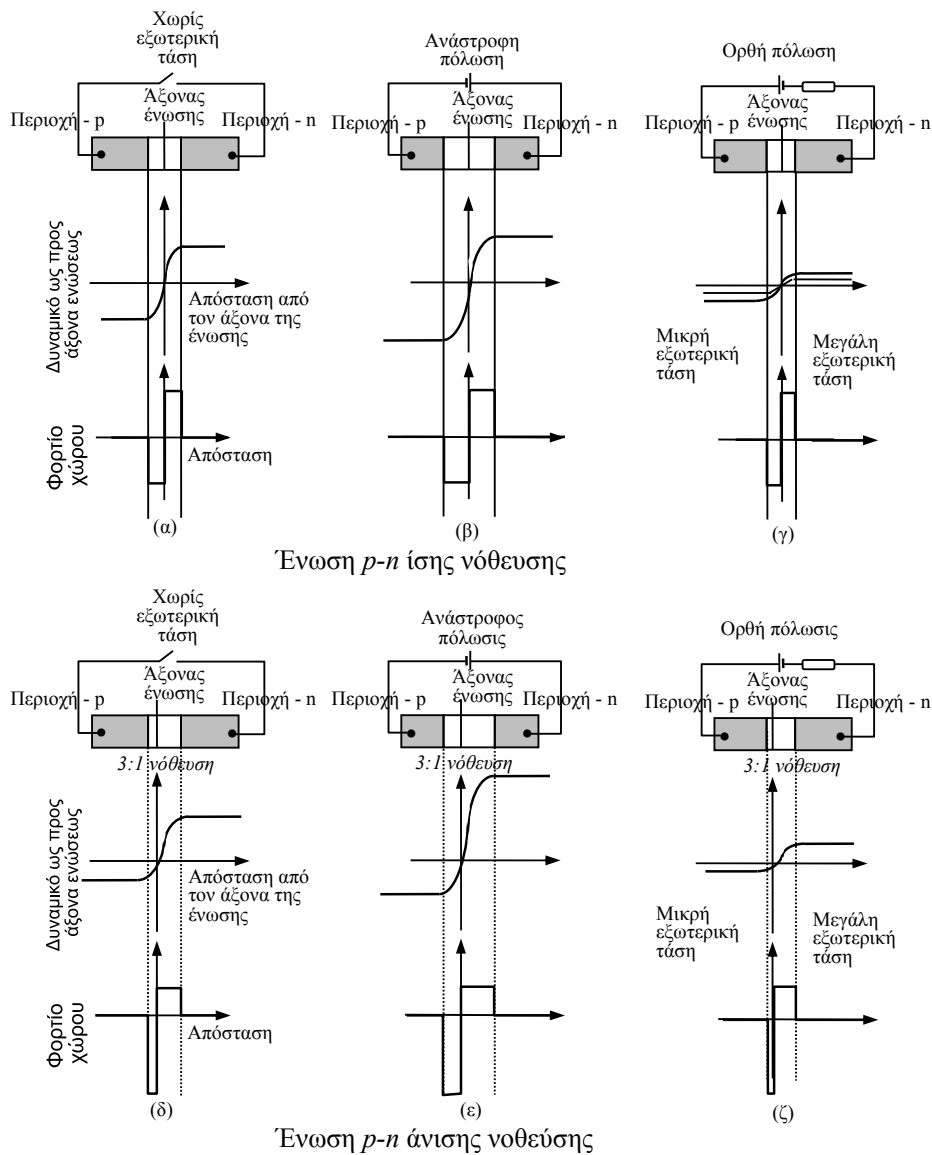 Χωρίς
εξωτερική
τάση
Άξονας
ένωσης
Περιοχή - p
Περιοχή - n
Δυναμικό ως προς
άξονα ενώσεως
Απόσταση από
τον άξονα της
ένωσης
Φορτίο
χώρου
Απόσταση
(α)
Ανάστροφη
πόλωση
Άξονας
ένωσης
Περιοχή - p
Περιοχή - n
(β)
Ορθή πόλωση
Άξονας
ένωσης
Περιοχή - p
Περιοχή - n
Μικρή
εξωτερική
τάση
Μεγάλη
εξωτερική
τάση
(γ)
Ένωση p-n ίσης νόθευσης
Χωρίς
εξωτερική
τάση
Άξονας
ένωσης
Περιοχή - p
Περιοχή - n
3:1 νόθευση
Δυναμικό ως προς
άξονα ενώσεως
Απόσταση από
τον άξονα της
ένωσης
Φορτίο
χώρου
Απόσταση
(δ)
Ανάστροφος
πόλωσις
Άξονας
ένωσης
Περιοχή - p
Περιοχή - n
3:1 νόθευση
(ε)
Ορθή πόλωσις
Άξονας
ένωσης
Περιοχή - p
Περιοχή - n
3:1 νόθευση
Μικρή
εξωτερική
τάση
Μεγάλη
εξωτερική
τάση
(ζ)
Ένωση p-n άνισης νοθεύσης